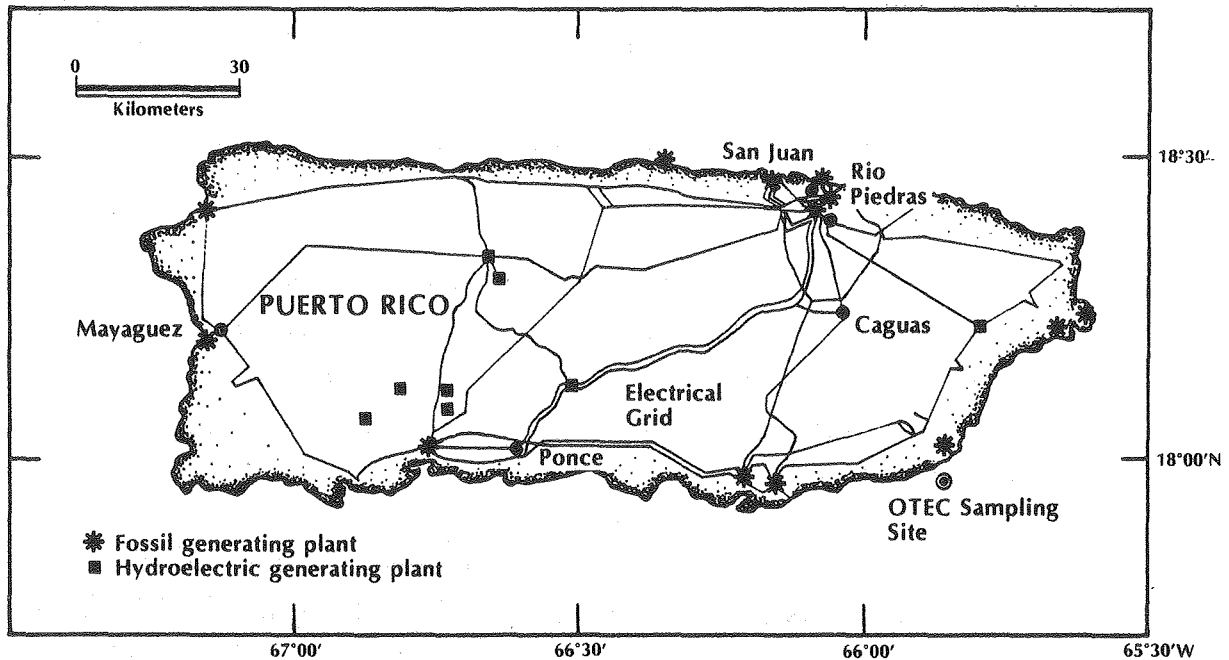 0 30
Kilometers
San Juan
Rio
Piedras
18°30'
PUERTO RICO
Mayaguez
Caguas
Electrical
Grid
Ponce
18°00'N
OTEC Sampling
Site
Fossil generating plant
Hydroelectric generating plant
67°00' 66°30' 66°00' 65°30'W